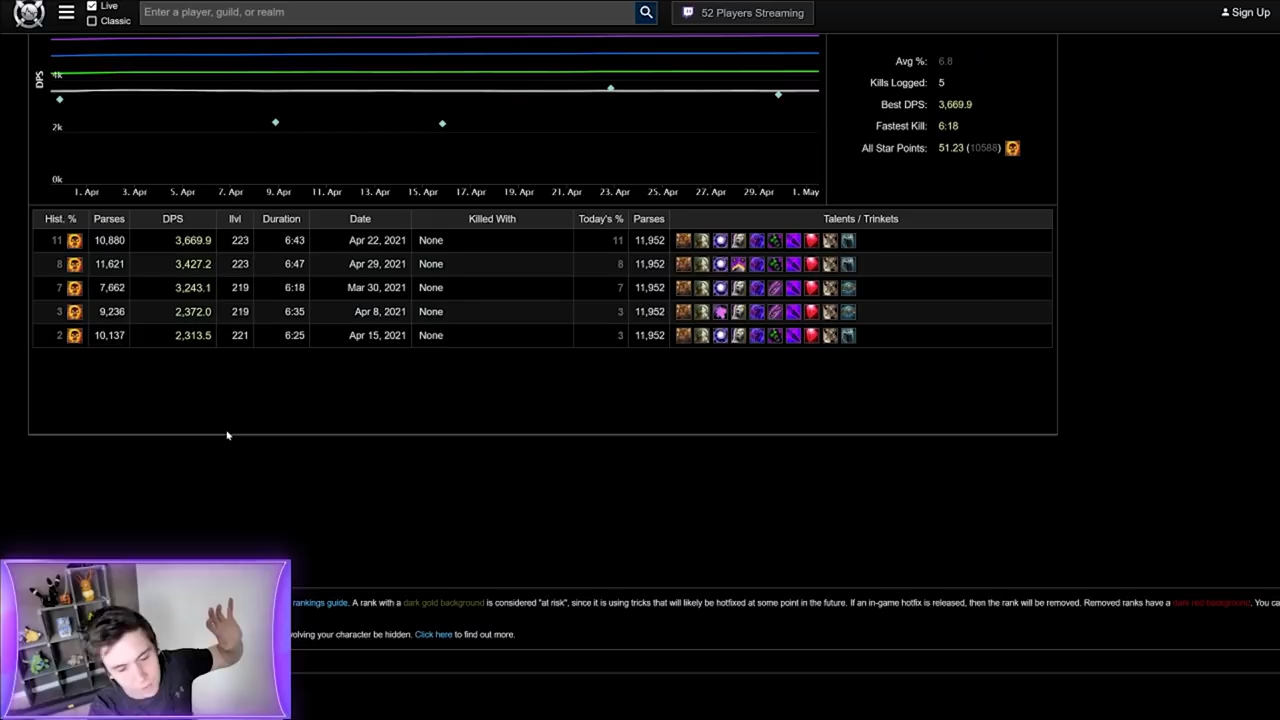 Live
Classic
Enter a player, guild, or realm
52 Players Streaming
Sign Up
DPS
4k
2k
0k
1. Apr 3. Apr 5. Apr 7. Apr 9. Apr 11. Apr 13. Apr 15. Apr 17. Apr 19. Apr 21. Apr 23. Apr 25. Apr 27. Apr 29. Apr 1. May
Avg %: 6.8
Kills Logged: 5
Best DPS: 3,669.9
Fastest Kill: 6:18
All Star Points: 51.23 (10588)
Hist. % Parses DPS Ilvl Duration Date Killed With Today's % Parses Talents / Trinkets
11 10,880 3,669.9 223 6:43 Apr 22, 2021 None 11 11,952
8 11,621 3,427.2 223 6:47 Apr 29, 2021 None 8 11,952
7 7,662 3,243.1 219 6:18 Mar 30, 2021 None 7 11,952
3 9,236 2,372.0 219 6:35 Apr 8, 2021 None 3 11,952
2 10,137 2,313.5 221 6:25 Apr 15, 2021 None 3 11,952
rankings guide. A rank with a dark gold background is considered "at risk", since it is using tricks that will likely be hotfixed at some point in the future. If an in-game hotfix is released, then the rank will be removed. Removed ranks have a dark red background. You ca
volving your character be hidden. Click here to find out more.